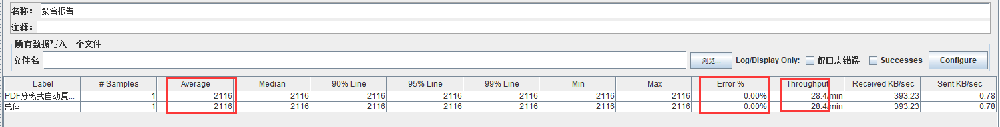 名称： 聚合报告
注释：
所有数据写入一个文件
文件名 浏览... Log/Display Only: 仅日志错误 Successes Configure
Label # Samples Average Median 90% Line 95% Line 99% Line Min Max Error % Throughput Received KB/sec Sent KB/sec
PDF分离式自动复... 1 2116 2116 2116 2116 2116 2116 2116 0.00% 28.4/min 393.23 0.78
总体 1 2116 2116 2116 2116 2116 2116 2116 0.00% 28.4/min 393.23 0.78